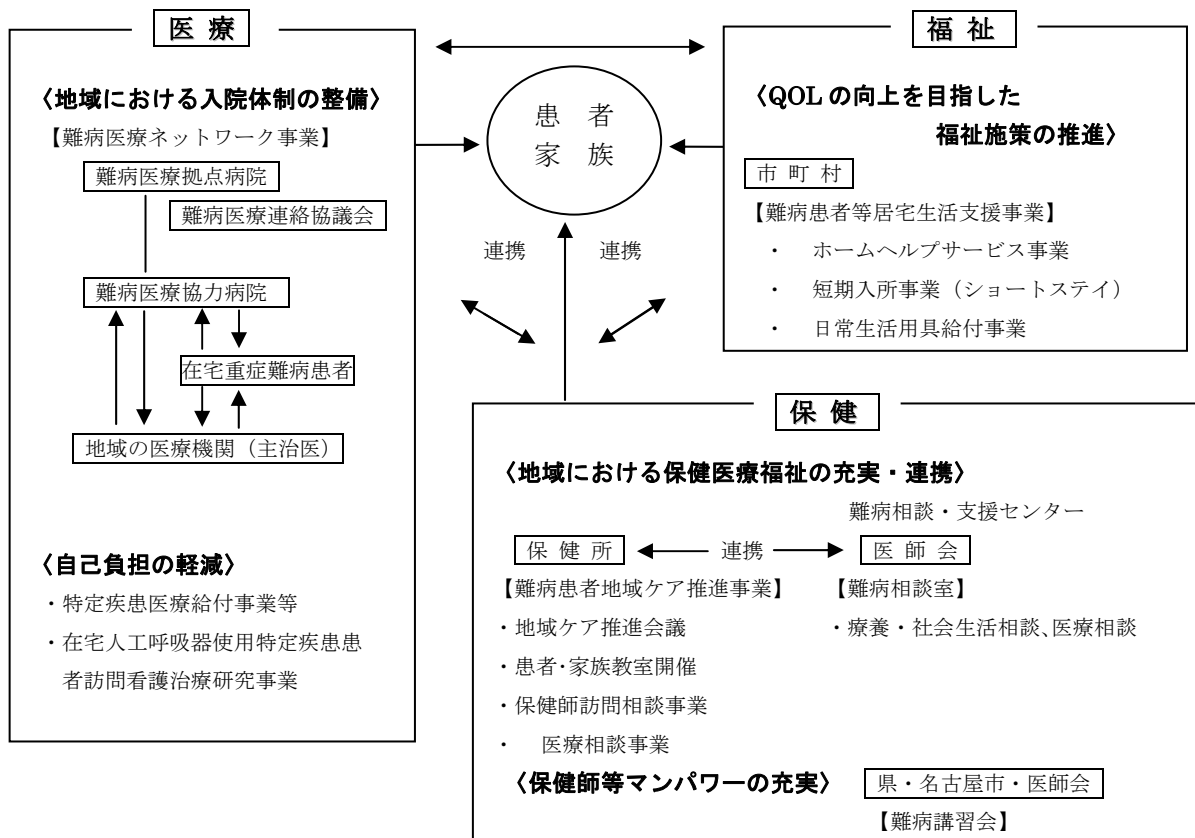 医 療
〈地域における入院体制の整備〉
【難病医療ネットワーク事業】
難病医療拠点病院
難病医療連絡協議会
難病医療協力病院
在宅重症難病患者
地域の医療機関（主治医）
〈自己負担の軽減〉
・特定疾患医療給付事業等
・在宅人工呼吸器使用特定疾患患
者訪問看護治療研究事業
患 者
家 族
連携
連携
福 祉
〈QOL の向上を目指した
福祉施策の推進〉
市 町 村
【難病患者等居宅生活支援事業】
・ ホームヘルプサービス事業
・ 短期入所事業（ショートステイ）
・ 日常生活用具給付事業
保 健
〈地域における保健医療福祉の充実・連携〉
難病相談・支援センター
保 健 所 連携 医 師 会
【難病患者地域ケア推進事業】 【難病相談室】
・地域ケア推進会議 ・療養・社会生活相談、医療相談
・患者・家族教室開催
・保健師訪問相談事業
・ 医療相談事業
〈保健師等マンパワーの充実〉 県・名古屋市・医師会
【難病講習会】